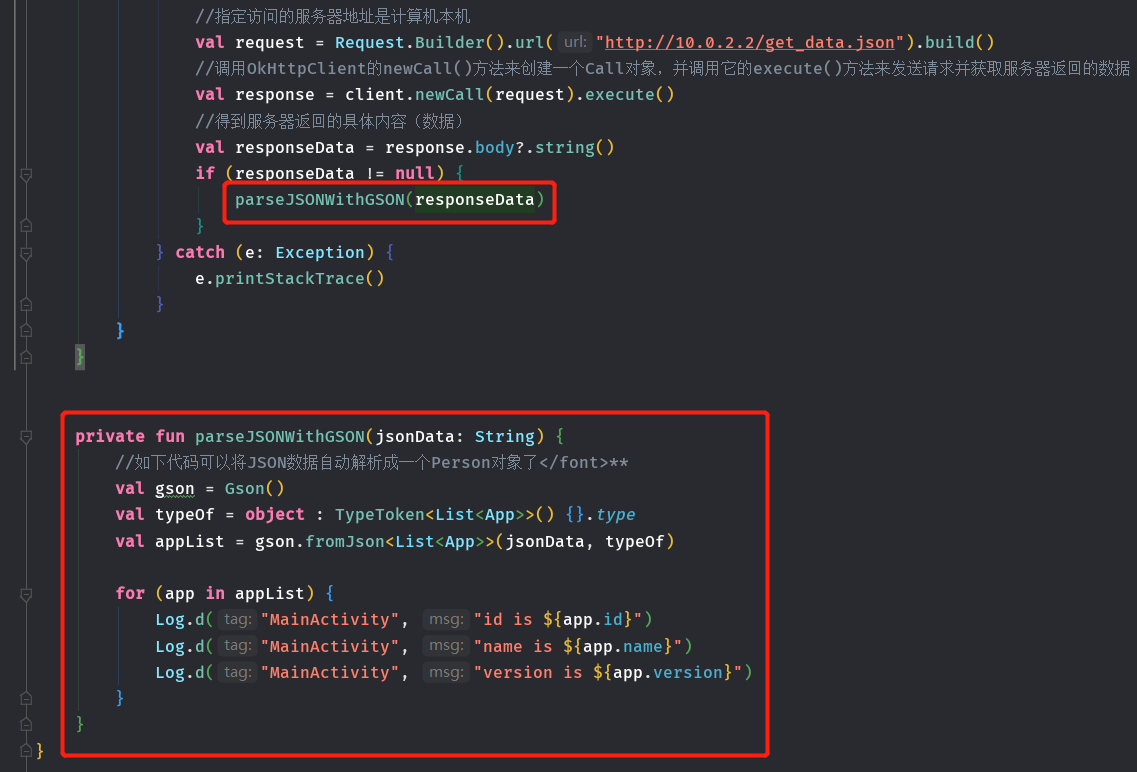 //指定访问的服务器地址是计算机本机
val request = Request.Builder().url( url: "http://10.0.2.2/get_data.json").build()
//调用OkHttpClient的newCall()方法来创建一个Call对象，并调用它的execute()方法来发送请求并获取服务器返回的数据
val response = client.newCall(request).execute()
//得到服务器返回的具体内容（数据）
val responseData = response.body?.string()
if (responseData != null) {
parseJSONWithGSON(responseData)
}
} catch (e: Exception) {
e.printStackTrace()
}
}
}
private fun parseJSONWithGSON(jsonData: String) {
//如下代码可以将JSON数据自动解析成一个Person对象了</font>**
val gson = Gson()
val typeOf = object : TypeToken<List<App>>() {}.type
val appList = gson.fromJson<List<App>>(jsonData, typeOf)
for (app in appList) {
Log.d( tag: "MainActivity", msg: "id is ${app.id}")
Log.d( tag: "MainActivity", msg: "name is ${app.name}")
Log.d( tag: "MainActivity", msg: "version is ${app.version}")
}
}
}